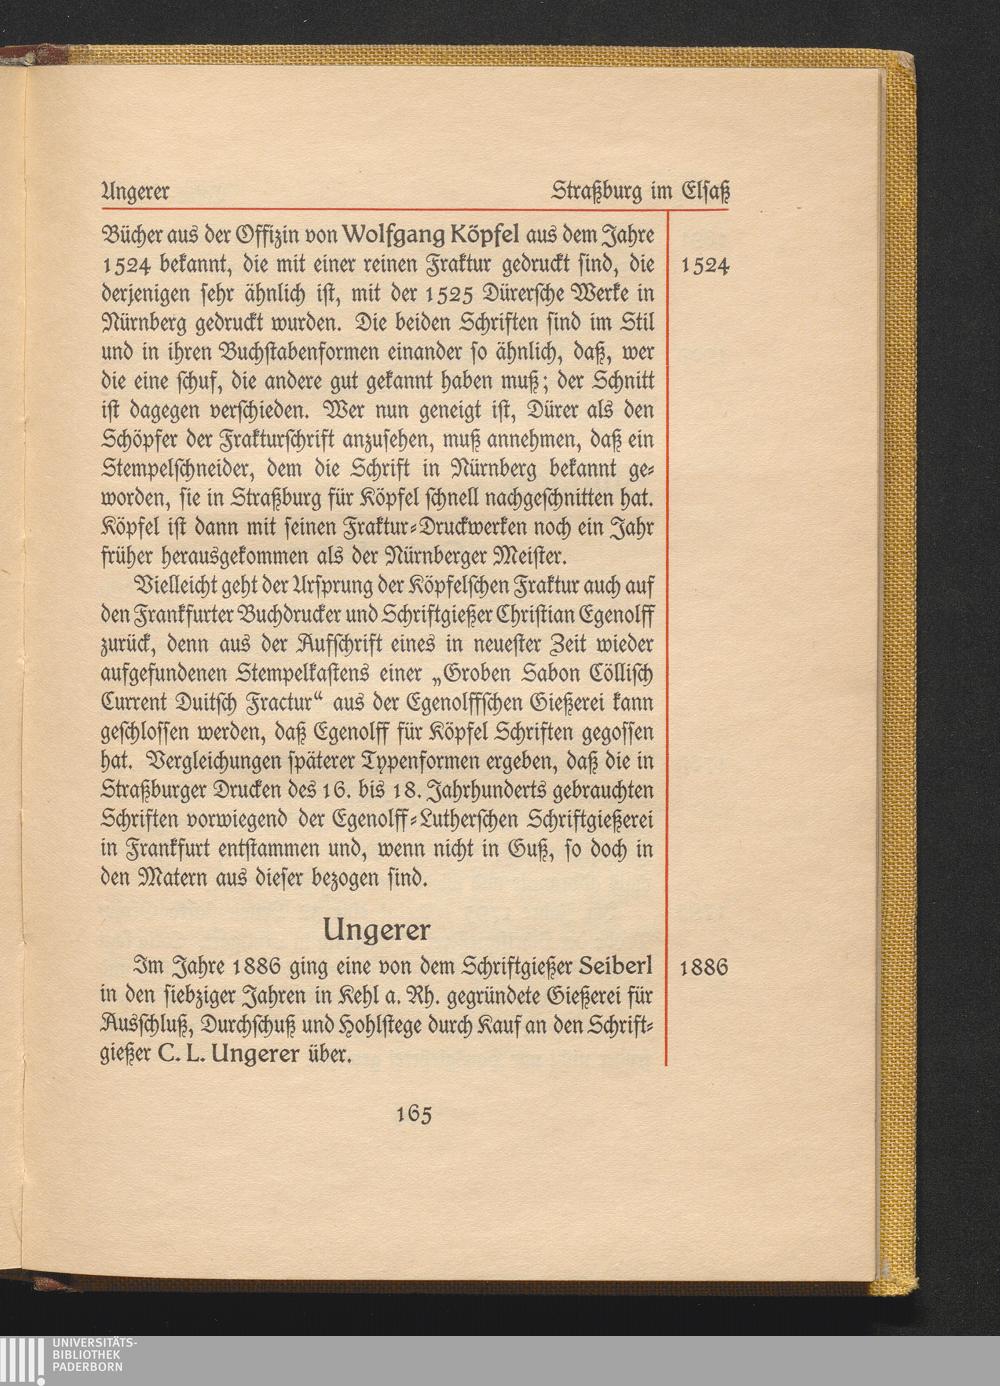 Ungerer Straßburg im Elsaß
Bücher aus der Offizin von Wolfgang Köpfel aus dem Jahre
1524 bekannt, die mit einer reinen Fraktur gedruckt sind, die 1524
derjenigen sehr ähnlich ist, mit der 1525 Dürersche Werke in
Nürnberg gedruckt wurden. Die beiden Schriften sind im Stil
und in ihren Buchstabenformen einander so ähnlich, daß, wer
die eine schuf, die andere gut gekannt haben muß; der Schnitt
ist dagegen verschieden. Wer nun geneigt ist, Dürer als den
Schöpfer der Frakturschrift anzusehen, muß annehmen, daß ein
Stempelschneider, dem die Schrift in Nürnberg bekannt ge-
worden, sie in Straßburg für Köpfel schnell nachgeschnitten hat.
Köpfel ist dann mit seinen Fraktur-Druckwerken noch ein Jahr
früher herausgekommen als der Nürnberger Meister.
Vielleicht geht der Ursprung der Köpfelschen Fraktur auch auf
den Frankfurter Buchdrucker und Schriftgießer Christian Egenolff
zurück, denn aus der Aufschrift eines in neuester Zeit wieder
aufgefundenen Stempelkastens einer „Groben Sabon Cöllisch
Current Duitsch Fractur“ aus der Egenolffschen Gießerei kann
geschlossen werden, daß Egenolff für Köpfel Schriften gegossen
hat. Vergleichungen späterer Typenformen ergeben, daß die in
Straßburger Drucken des 16. bis 18. Jahrhunderts gebrauchten
Schriften vorwiegend der Egenolff-Lutherschen Schriftgießerei
in Frankfurt entstammen und, wenn nicht in Guß, so doch in
den Matern aus dieser bezogen sind.
Ungerer
Im Jahre 1886 ging eine von dem Schriftgießer Seiberl 1886
in den siebziger Jahren in Kehl a. Rh. gegründete Gießerei für
Ausschluß, Durchschuß und Hohlstege durch Kauf an den Schrift-
gießer C. L. Ungerer über.
165
UNIVERSITÄTS-
BIBLIOTHEK
PADERBORN